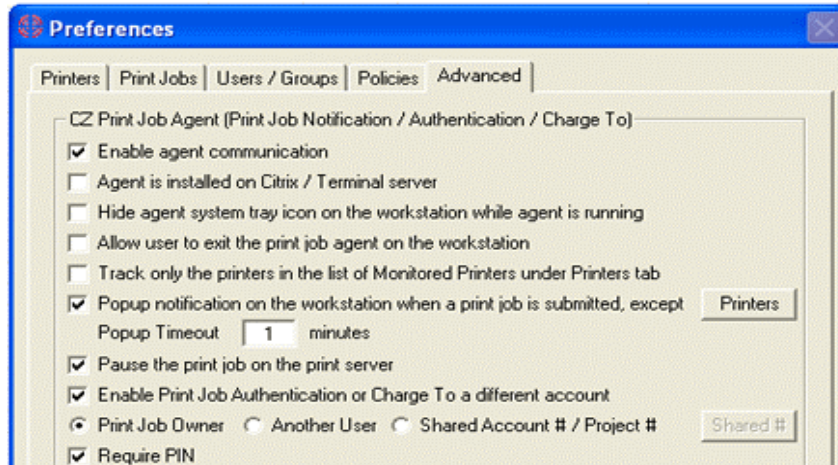 Preferences
Printers Print Jobs Users / Groups Policies Advanced
CZ Print Job Agent (Print Job Notification / Authentication / Charge To)
Enable agent communication
Agent is installed on Citrix / Terminal server
Hide agent system tray icon on the workstation while agent is running
Allow user to exit the print job agent on the workstation
Track only the printers in the list of Monitored Printers under Printers tab
Popup notification on the workstation when a print job is submitted, except Printers
Popup Timeout 1 minutes
Pause the print job on the print server
Enable Print Job Authentication or Charge To a different account
Print Job Owner Another User Shared Account # / Project # Shared #
Require PIN